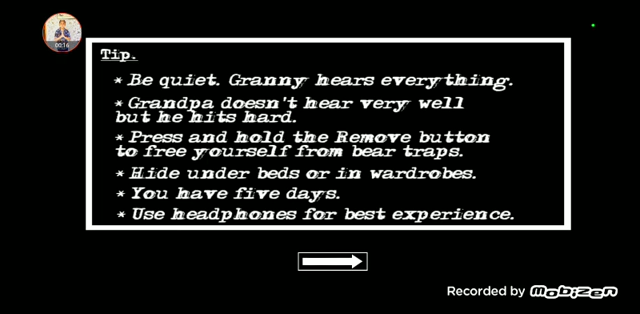 00:16
Tip.
* Be quiet. Granny hears everything.
* Grandpa doesn't hear very well
but he hits hard.
* Press and hold the Remove button
to free yourself from bear traps.
* Hide under beds or in wardrobes.
* You have five days.
* Use headphones for best experience.
Recorded by Mobizen